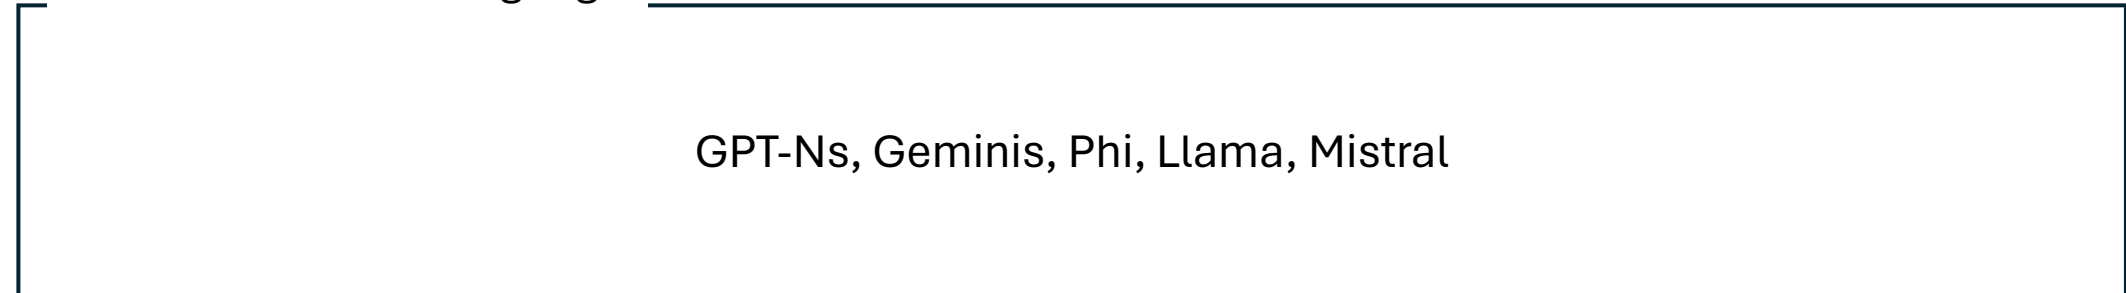 GPT-Ns, Geminis, Phi, Llama, Mistral